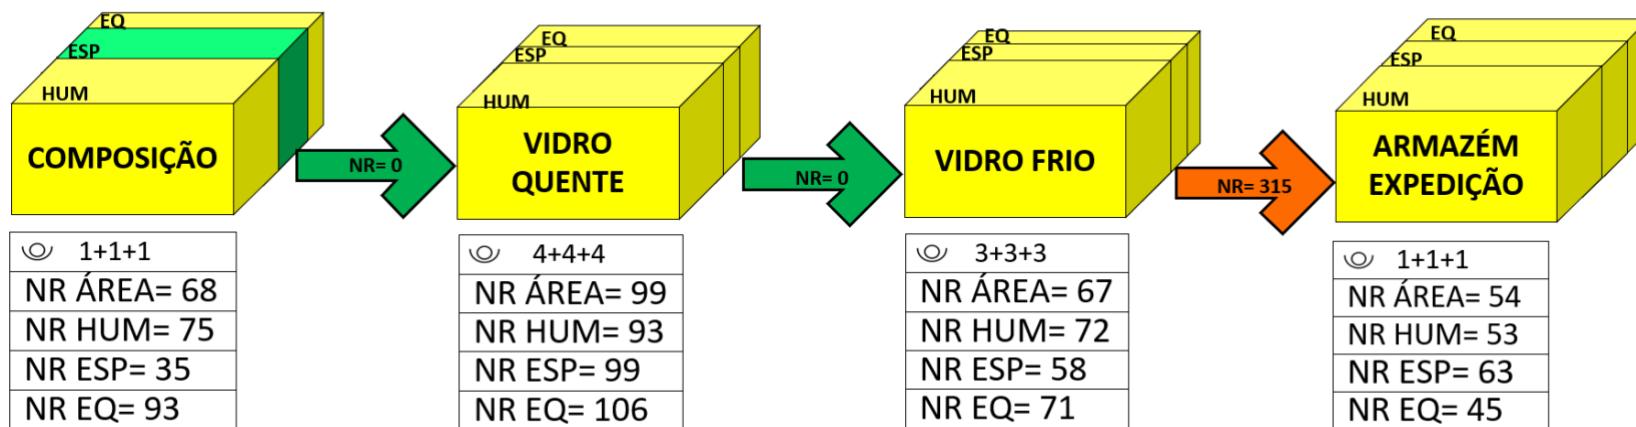 EQ
ESP
HUM
COMPOSIÇÃO
NR= 0
EQ
ESP
HUM
VIDRO
QUENTE
NR= 0
EQ
ESP
HUM
VIDRO FRIO
NR= 315
EQ
ESP
HUM
ARMAZÉM
EXPEDIÇÃO
1+1+1
NR ÁREA= 68
NR HUM= 75
NR ESP= 35
NR EQ= 93
4+4+4
NR ÁREA= 99
NR HUM= 93
NR ESP= 99
NR EQ= 106
3+3+3
NR ÁREA= 67
NR HUM= 72
NR ESP= 58
NR EQ= 71
1+1+1
NR ÁREA= 54
NR HUM= 53
NR ESP= 63
NR EQ= 45